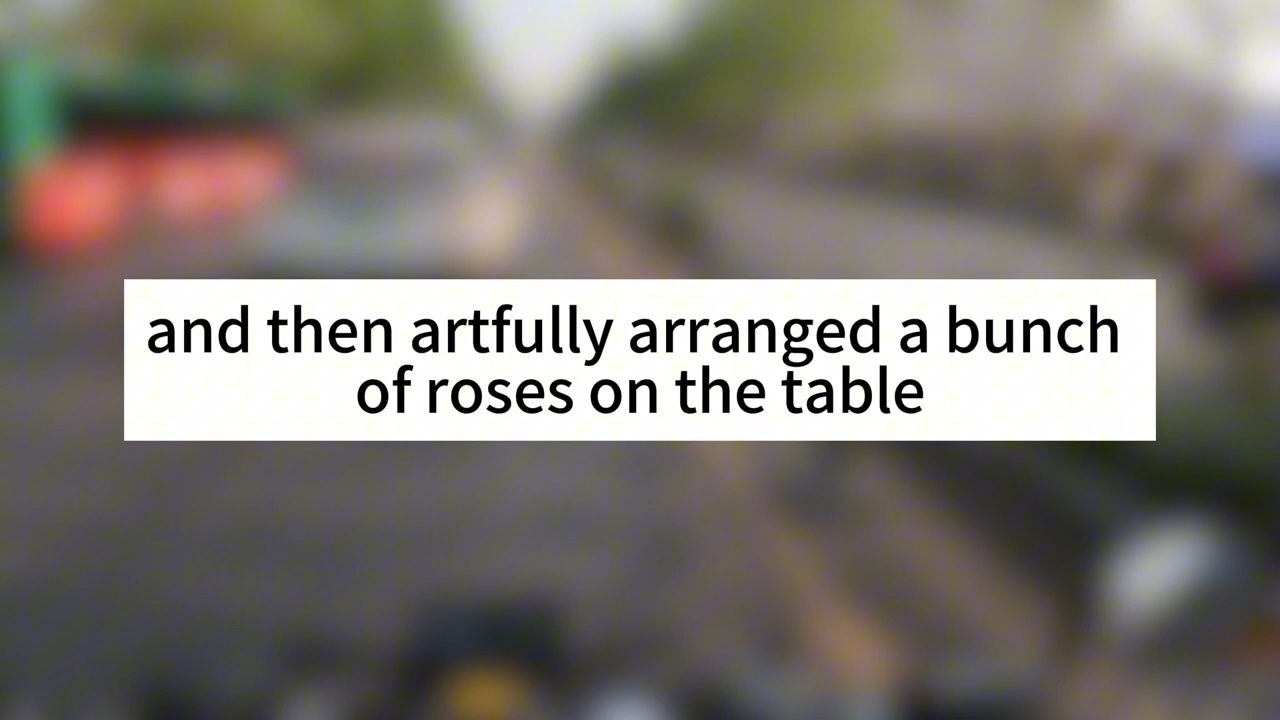 and then artfully arranged a bunch
of roses on the table